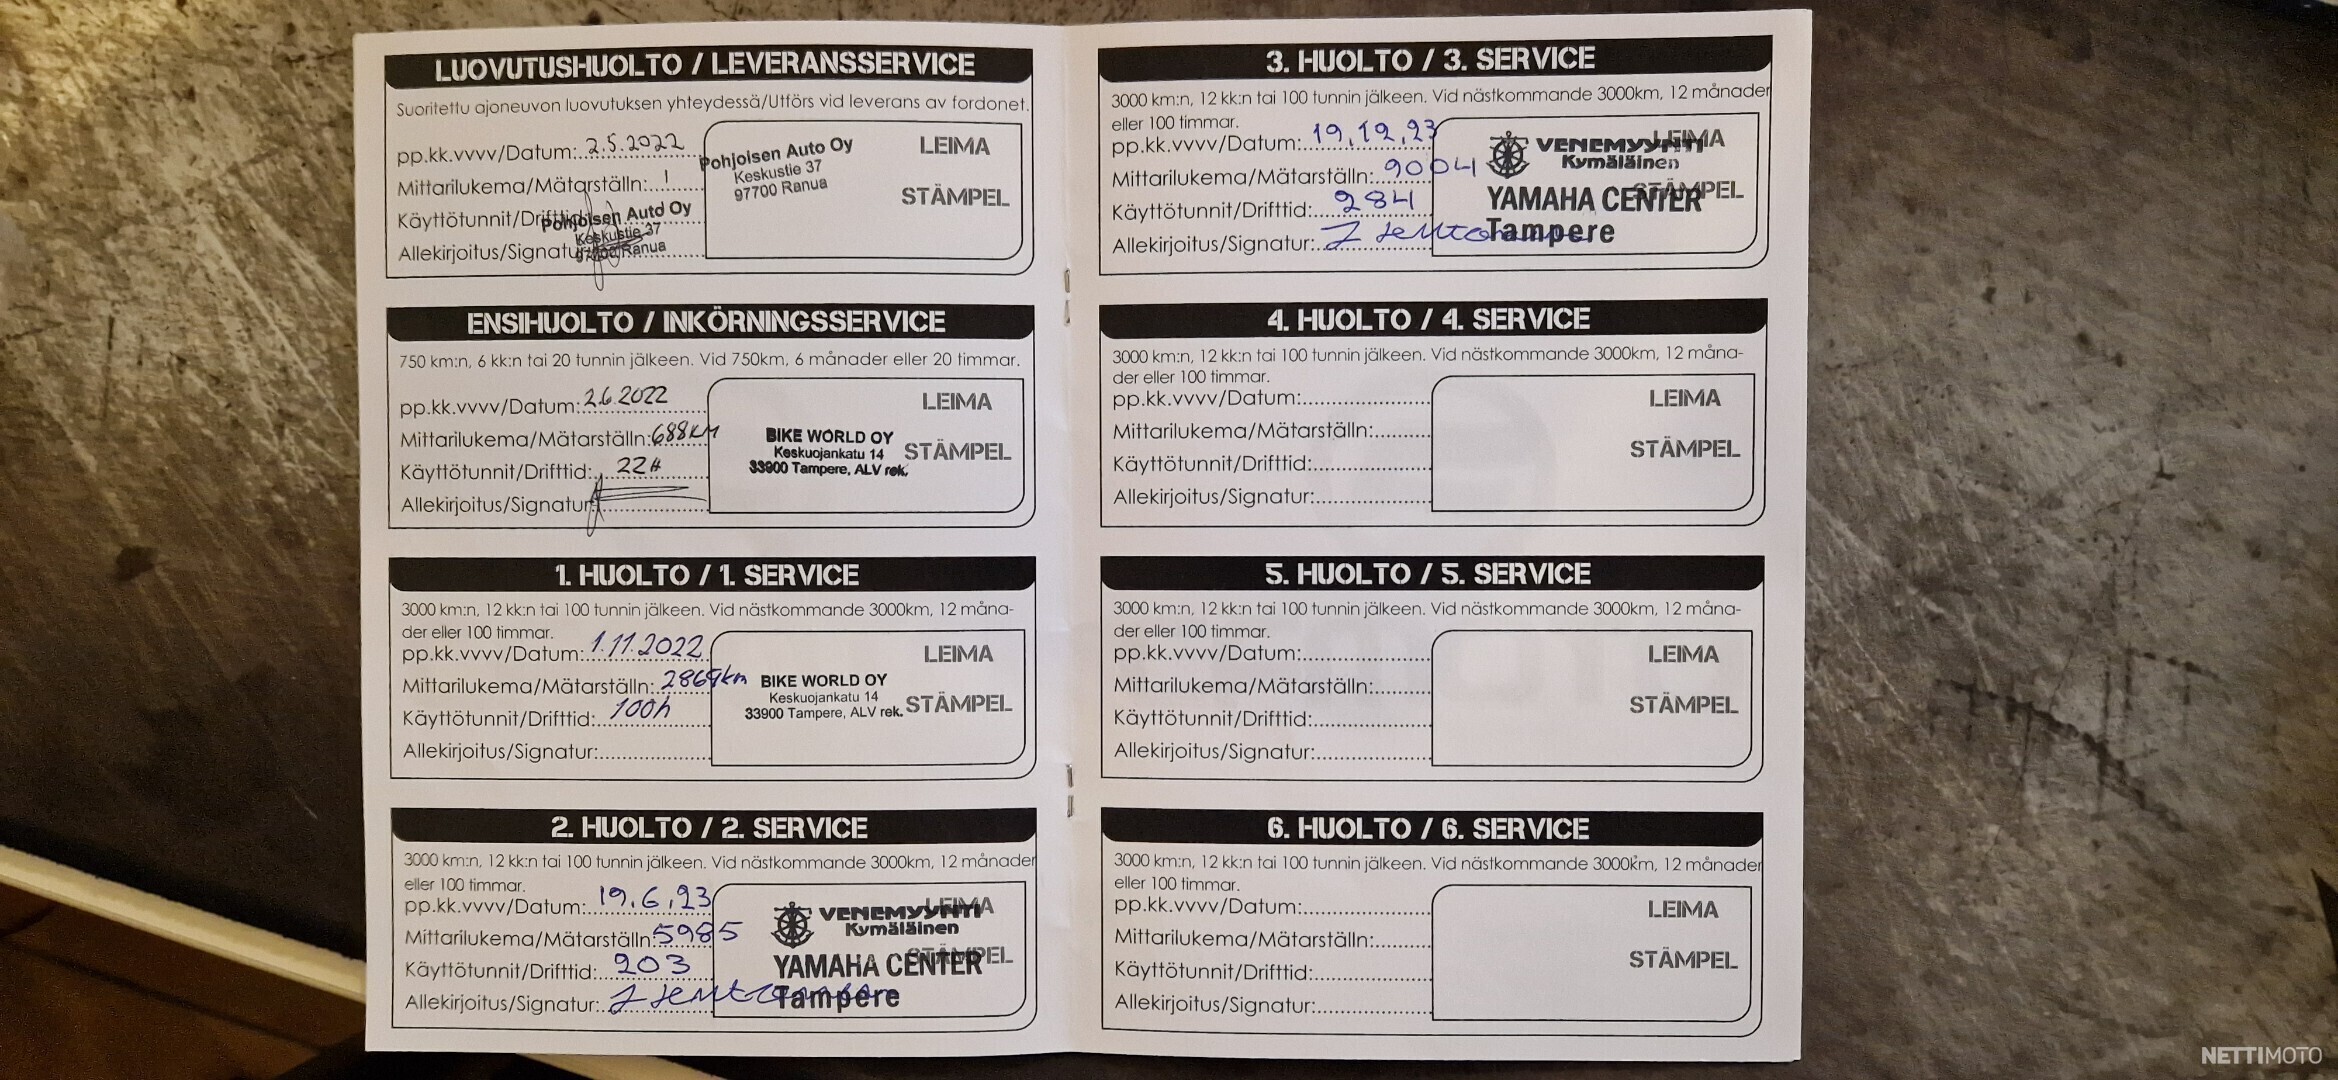 LUOVUTUSHUOLTO / LEVERANSSERVICE
Suoritettu ajoneuvon luovutuksen yhteydessä/Utförs vid leverans av fordonet.
pp.kk.vvvv/Datum: 2.5.2022
Mittarilukema/Mätarställn: 1
Käyttötunnit/Drifttid:
Allekirjoitus/Signatur:
Pohjoisen Auto Oy
Keskustie 37
97700 Ranua
Pohjoisen Auto Oy
Keskustie 37
97700 Ranua
LEIMA
STÄMPEL
ENSIHUOLTO / INKÖRNINGSSERVICE
750 km:n, 6 kk:n tai 20 tunnin jälkeen. Vid 750km, 6 månader eller 20 timmar.
pp.kk.vvvv/Datum: 2.6.2022
Mittarilukema/Mätarställn: 688KM
Käyttötunnit/Drifttid: 22H
Allekirjoitus/Signatur:
BIKE WORLD OY
Keskuojankatu 14
33900 Tampere, ALV rek.
LEIMA
STÄMPEL
1. HUOLTO / 1. SERVICE
3000 km:n, 12 kk:n tai 100 tunnin jälkeen. Vid nästkommande 3000km, 12 måna-
der eller 100 timmar.
pp.kk.vvvv/Datum: 1.11.2022
Mittarilukema/Mätarställn: 2869km
Käyttötunnit/Drifttid: 100h
Allekirjoitus/Signatur:
BIKE WORLD OY
Keskuojankatu 14
33900 Tampere, ALV rek.
LEIMA
STÄMPEL
2. HUOLTO / 2. SERVICE
3000 km:n, 12 kk:n tai 100 tunnin jälkeen. Vid nästkommande 3000km, 12 månader
eller 100 timmar.
pp.kk.vvvv/Datum: 19.6.23
Mittarilukema/Mätarställn: 5985
Käyttötunnit/Drifttid: 203
Allekirjoitus/Signatur:
VENEMYYNTI
Kymäläinen
YAMAHA CENTER
Tampere
LEIMA
STÄMPEL
3. HUOLTO / 3. SERVICE
3000 km:n, 12 kk:n tai 100 tunnin jälkeen. Vid nästkommande 3000km, 12 månader
eller 100 timmar.
pp.kk.vvvv/Datum: 19.12.23
Mittarilukema/Mätarställn: 9004
Käyttötunnit/Drifttid: 284
Allekirjoitus/Signatur:
VENEMYYNTI
Kymäläinen
YAMAHA CENTER
Tampere
LEIMA
STÄMPEL
4. HUOLTO / 4. SERVICE
3000 km:n, 12 kk:n tai 100 tunnin jälkeen. Vid nästkommande 3000km, 12 måna-
der eller 100 timmar.
pp.kk.vvvv/Datum:
Mittarilukema/Mätarställn:
Käyttötunnit/Drifttid:
Allekirjoitus/Signatur:
LEIMA
STÄMPEL
5. HUOLTO / 5. SERVICE
3000 km:n, 12 kk:n tai 100 tunnin jälkeen. Vid nästkommande 3000km, 12 måna-
der eller 100 timmar.
pp.kk.vvvv/Datum:
Mittarilukema/Mätarställn:
Käyttötunnit/Drifttid:
Allekirjoitus/Signatur:
LEIMA
STÄMPEL
6. HUOLTO / 6. SERVICE
3000 km:n, 12 kk:n tai 100 tunnin jälkeen. Vid nästkommande 3000km, 12 månader
eller 100 timmar.
pp.kk.vvvv/Datum:
Mittarilukema/Mätarställn:
Käyttötunnit/Drifttid:
Allekirjoitus/Signatur:
LEIMA
STÄMPEL
NETTIMOTO